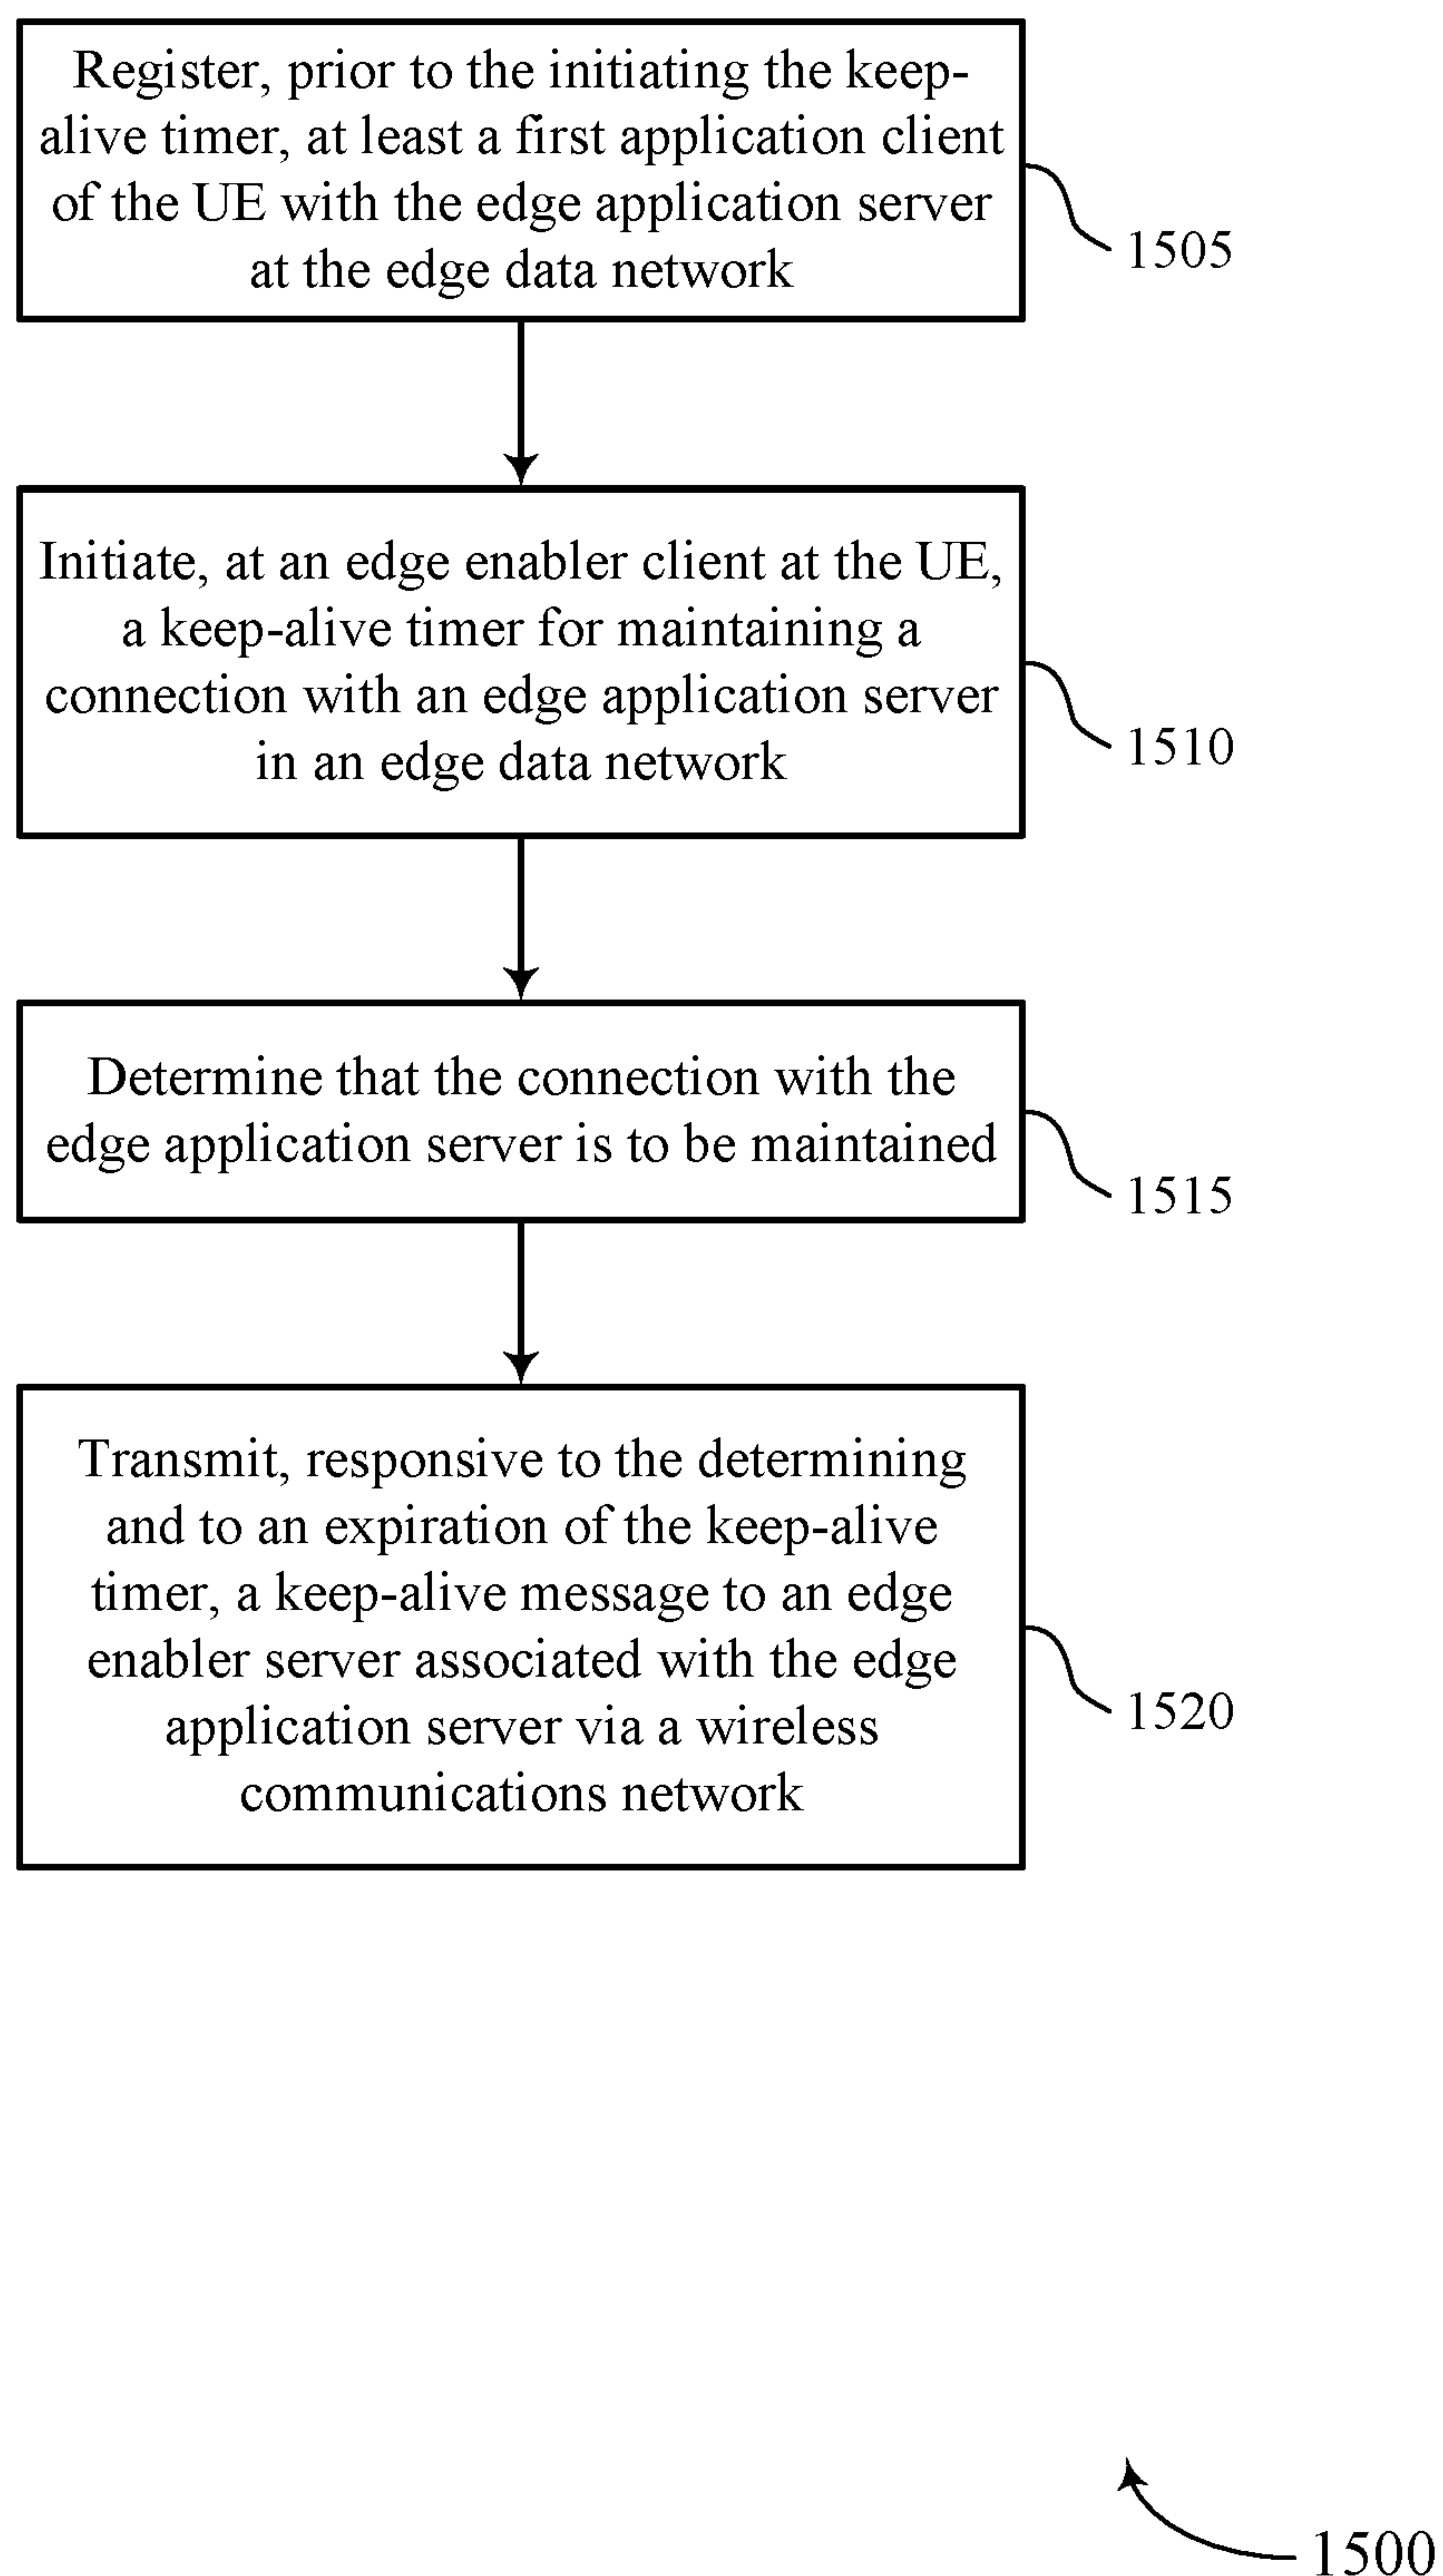 Register, prior to the initiating the keep-
alive timer, at least a first application client
of the UE with the edge application server
at the edge data network
1505
Initiate, at an edge enabler client at the UE,
a keep-alive timer for maintaining a
connection with an edge application server
in an edge data network
1510
Determine that the connection with the
edge application server is to be maintained
1515
Transmit, responsive to the determining
and to an expiration of the keep-alive
timer, a keep-alive message to an edge
enabler server associated with the edge
application server via a wireless
communications network
1520
1500